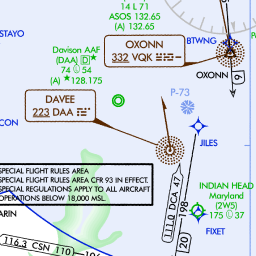 14 L 71
ASOS 132.65
(A) 132.65
STAYO
OXONN
332 VQK
BTWNG
Davison AAF
(DAA) D
74 54
(A) 128.175
OXONN
9
DAVEE
223 DAA
P-73
CON
JILES
SPECIAL FLIGHT RULES AREA
SPECIAL FLIGHT RULES AREA CFR 93 IN EFFECT.
SPECIAL REGULATIONS APPLY TO ALL AIRCRAFT
OPERATIONS BELOW 18,000 MSL.
111.0 DCA 47
198
20
INDIAN HEAD
Maryland
(2W5)
175 37
FIXET
ARIN
116.3 CSN 110